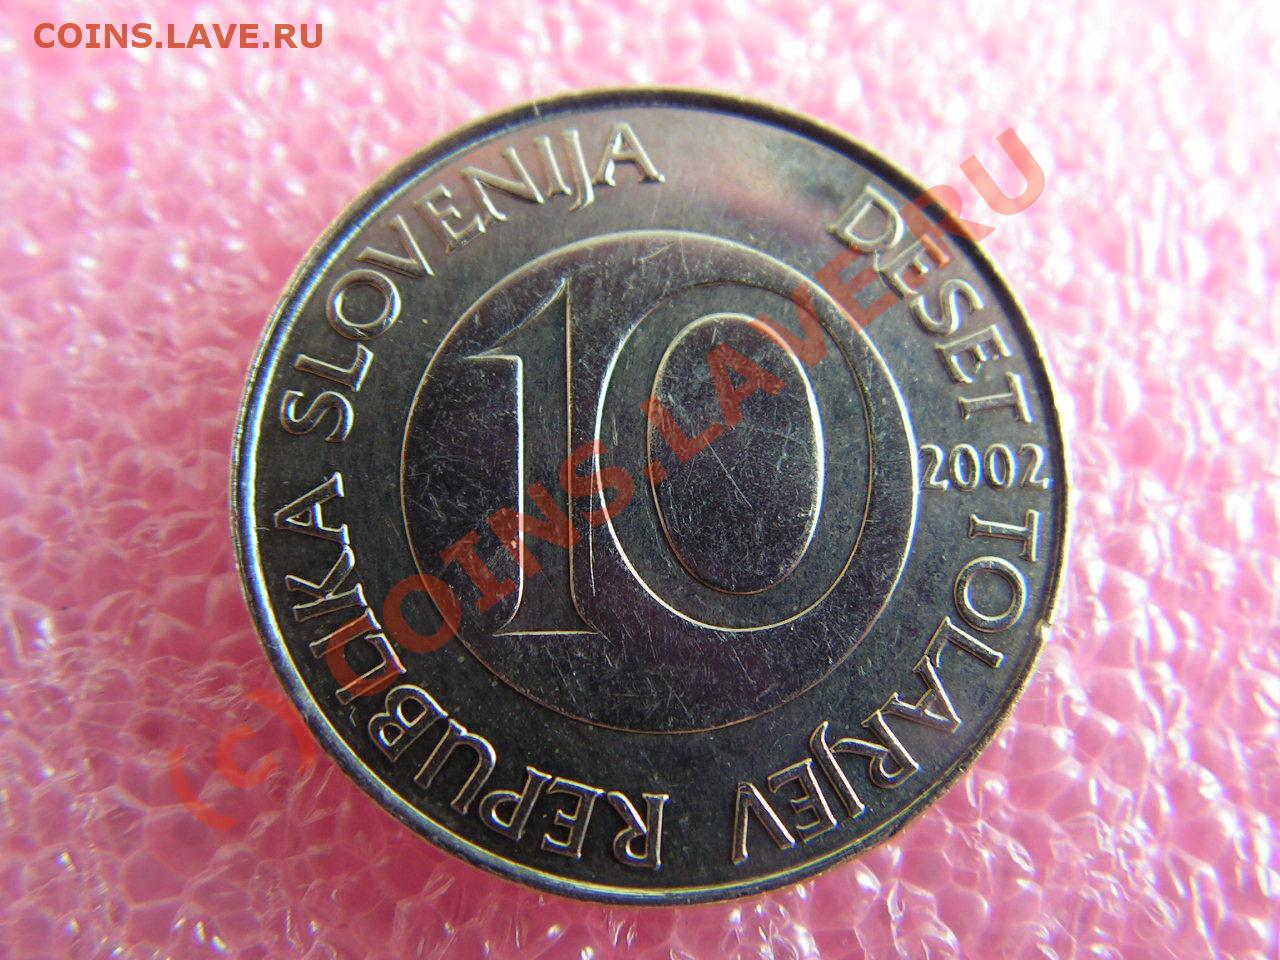 COINS.LAVE.RU
REPUBLIKA SLOVENIJA
DESET TOLARJEV
2002
10
(c) COINS.LAVE.RU